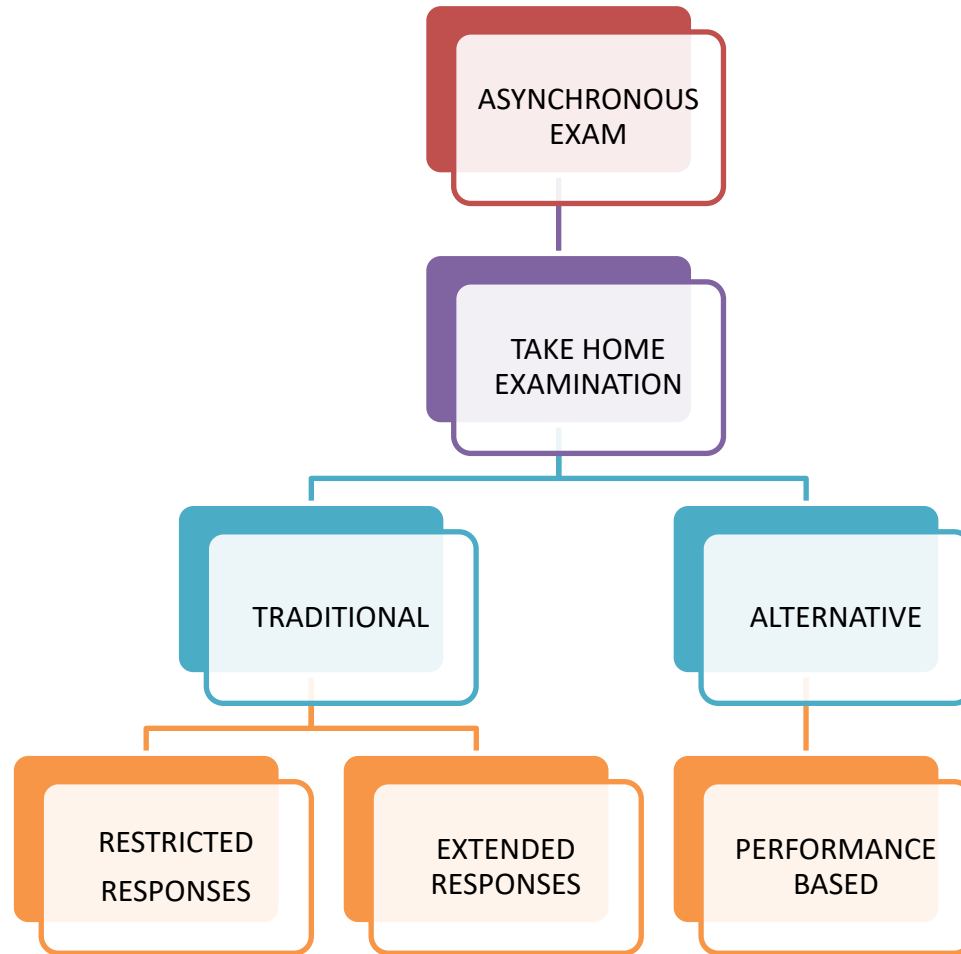 ASYNCHRONOUS
EXAM
TAKE HOME
EXAMINATION
TRADITIONAL
ALTERNATIVE
RESTRICTED
RESPONSES
EXTENDED
RESPONSES
PERFORMANCE
BASED